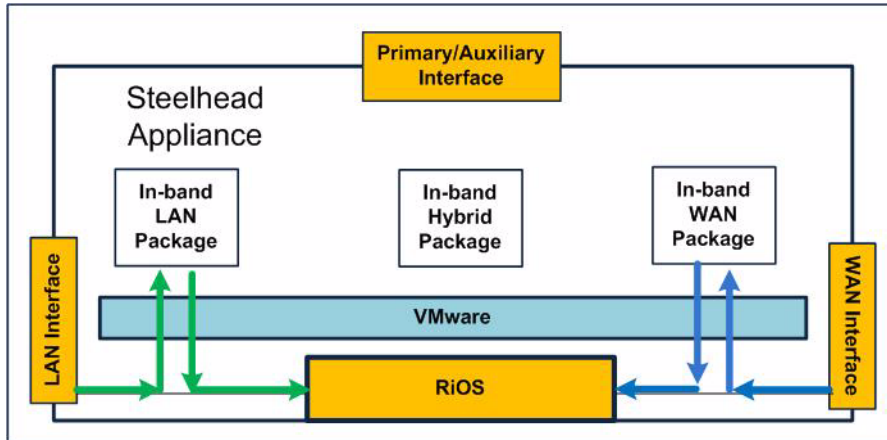 Primary/Auxiliary
Interface
Steelhead
Appliance
In-band
LAN
Package
In-band
Hybrid
Package
In-band
WAN
Package
LAN Interface
WAN Interface
VMware
RiOS